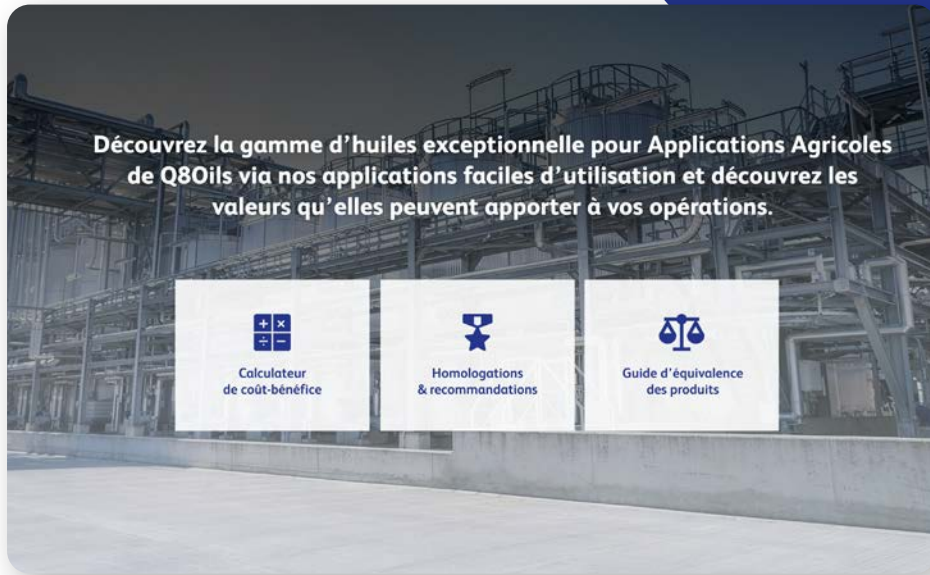 Découvrez la gamme d’huiles exceptionnelle pour Applications Agricoles
de Q8Oils via nos applications faciles d’utilisation et découvrez les
valeurs qu’elles peuvent apporter à vos opérations.
Calculateur
de coût-bénéfice
Homologations
& recommandations
Guide d’équivalence
des produits